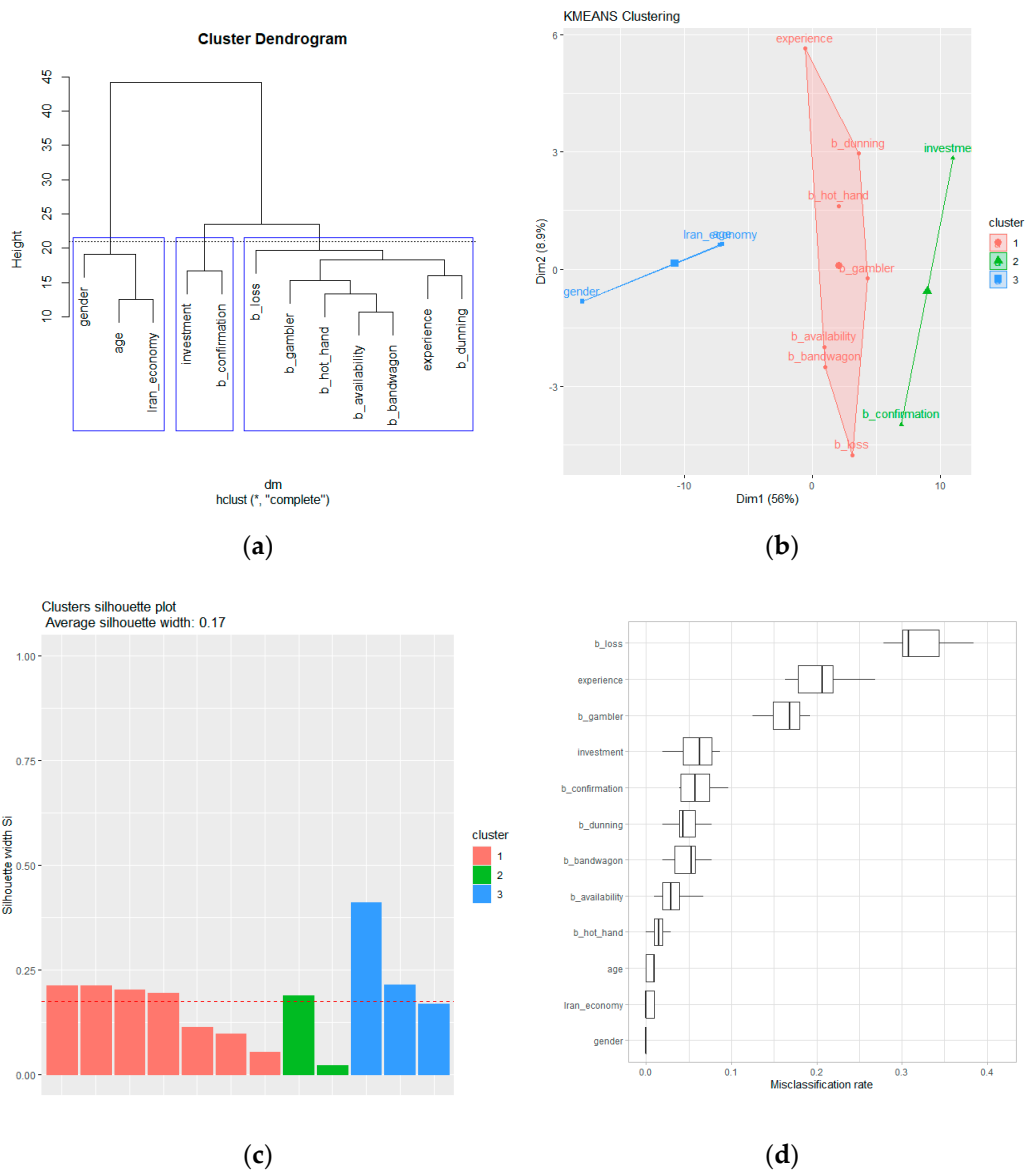 Cluster Dendrogram
Height
45
40
35
30
25
20
15
10
gender
age
Iran_economy
investment
b_confirmation
b_loss
b_gambler
b_hot_hand
b_availability
b_bandwagon
experience
b_dunning
dm
hclust (*, "complete")
(a)
KMEANS Clustering
6
3
0
-3
Dim2 (8.9%)
experience
b_dunning
investme
b_hot_hand
Iran_economy
b_gambler
gender
b_availability
b_bandwagon
b_confirmation
b_loss
-10
0
10
Dim1 (56%)
cluster
1
2
3
(b)
Clusters silhouette plot
Average silhouette width: 0.17
1.00
0.75
0.50
0.25
0.00
Silhouette width Si
cluster
1
2
3
(c)
b_loss
experience
b_gambler
investment
b_confirmation
b_dunning
b_bandwagon
b_availability
b_hot_hand
age
Iran_economy
gender
0.0
0.1
0.2
0.3
0.4
Misclassification rate
(d)